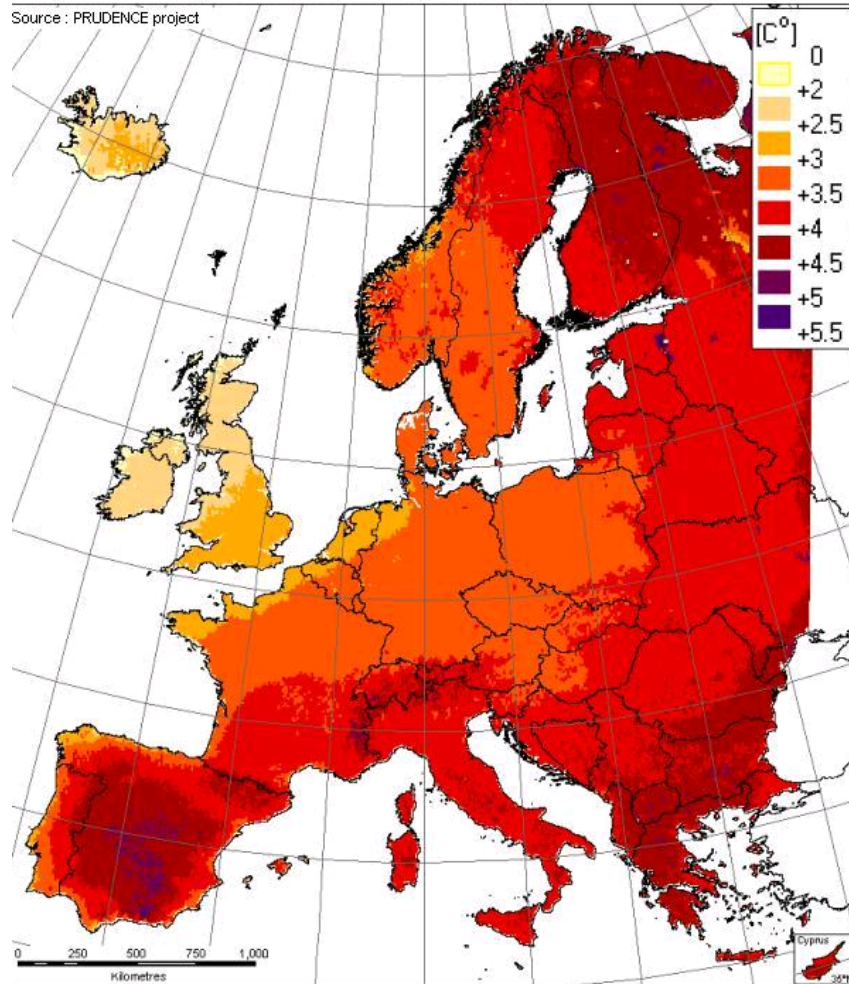 Source : PRUDENCE project
[C°]
0
+2
+2.5
+3
+3.5
+4
+4.5
+5
+5.5
0 250 500 750 1,000
Kilometres
Cyprus
35°N